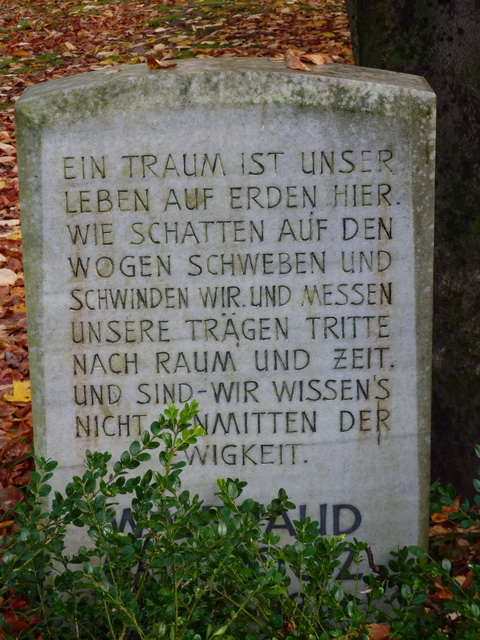 EIN TRAUM IST UNSER
LEBEN AUF ERDEN HIER.
WIE SCHATTEN AUF DEN
WOGEN SCHWEBEN UND
SCHWINDEN WIR. UND MESSEN
UNSERE TRÄGEN TRITTE
NACH RAUM UND ZEIT.
UND SIND-WIR WISSEN'S
NICHT DER
WIGKEIT.